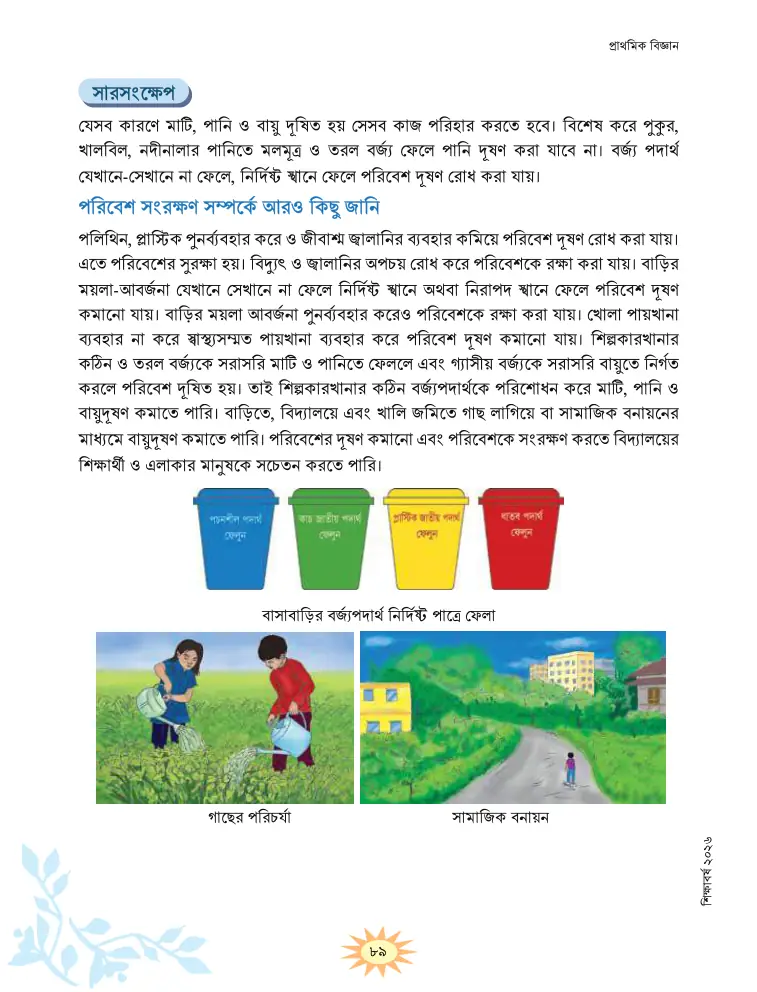 প্রাথমিক বিজ্ঞান
সারসংক্ষেপ
যেসব কারণে মাটি, পানি ও বায়ু দূষিত হয় সেসব কাজ পরিহার করতে হবে। বিশেষ করে পুকুর,
খালবিল, নদীনালার পানিতে মলমূত্র ও তরল বর্জ্য ফেলে পানি দূষণ করা যাবে না। বর্জ্য পদার্থ
যেখানে-সেখানে না ফেলে, নির্দিষ্ট স্থানে ফেলে পরিবেশ দূষণ রোধ করা যায়।
পরিবেশ সংরক্ষণ সম্পর্কে আরও কিছু জানি
পলিথিন, প্লাস্টিক পুনর্ব্যবহার করে ও জীবাশ্ম জ্বালানির ব্যবহার কমিয়ে পরিবেশ দূষণ রোধ করা যায়।
এতে পরিবেশের সুরক্ষা হয়। বিদ্যুৎ ও জ্বালানির অপচয় রোধ করে পরিবেশকে রক্ষা করা যায়। বাড়ির
ময়লা-আবর্জনা যেখানে সেখানে না ফেলে নির্দিষ্ট স্থানে অথবা নিরাপদ স্থানে ফেলে পরিবেশ দূষণ
কমানো যায়। বাড়ির ময়লা আবর্জনা পুনর্ব্যবহার করেও পরিবেশকে রক্ষা করা যায়। খোলা পায়খানা
ব্যবহার না করে স্বাস্থ্যসম্মত পায়খানা ব্যবহার করে পরিবেশ দূষণ কমানো যায়। শিল্পকারখানার
কঠিন ও তরল বর্জ্যকে সরাসরি মাটি ও পানিতে ফেললে এবং গ্যাসীয় বর্জ্যকে সরাসরি বায়ুতে নির্গত
করলে পরিবেশ দূষিত হয়। তাই শিল্পকারখানার কঠিন বর্জ্যপদার্থকে পরিশোধন করে মাটি, পানি ও
বায়ুদূষণ কমাতে পারি। বাড়িতে, বিদ্যালয়ে এবং খালি জমিতে গাছ লাগিয়ে বা সামাজিক বনায়নের
মাধ্যমে বায়ুদূষণ কমাতে পারি। পরিবেশের দূষণ কমানো এবং পরিবেশকে সংরক্ষণ করতে বিদ্যালয়ের
শিক্ষার্থী ও এলাকার মানুষকে সচেতন করতে পারি।
পচনশীল পদার্থ
ফেলুন
কাচ জাতীয় পদার্থ
ফেলুন
প্লাস্টিক জাতীয় পদার্থ
ফেলুন
ধাতব পদার্থ
ফেলুন
বাসাবাড়ির বর্জ্যপদার্থ নির্দিষ্ট পাত্রে ফেলা
গাছের পরিচর্যা
সামাজিক বনায়ন
শিক্ষাবর্ষ ২০২৬
৮৯